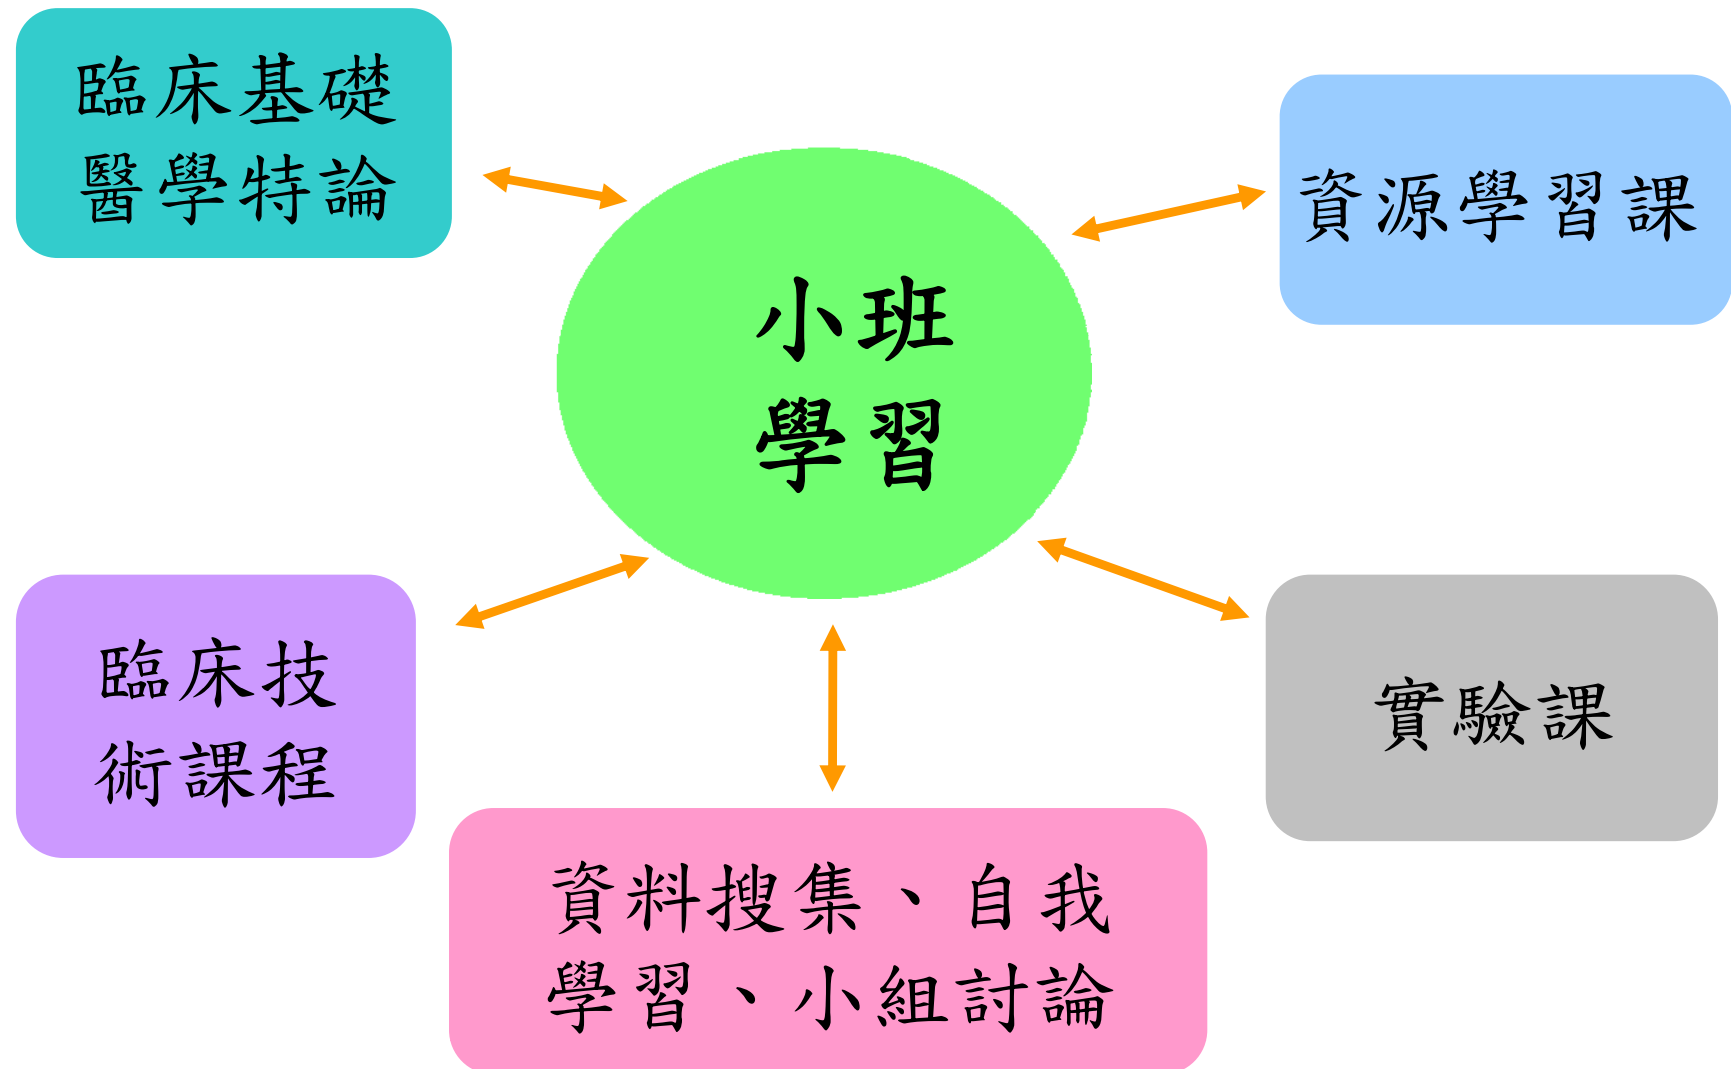 臨床基礎
醫學特論
資源學習課
小班
學習
臨床技
術課程
實驗課
資料搜集、自我
學習、小組討論